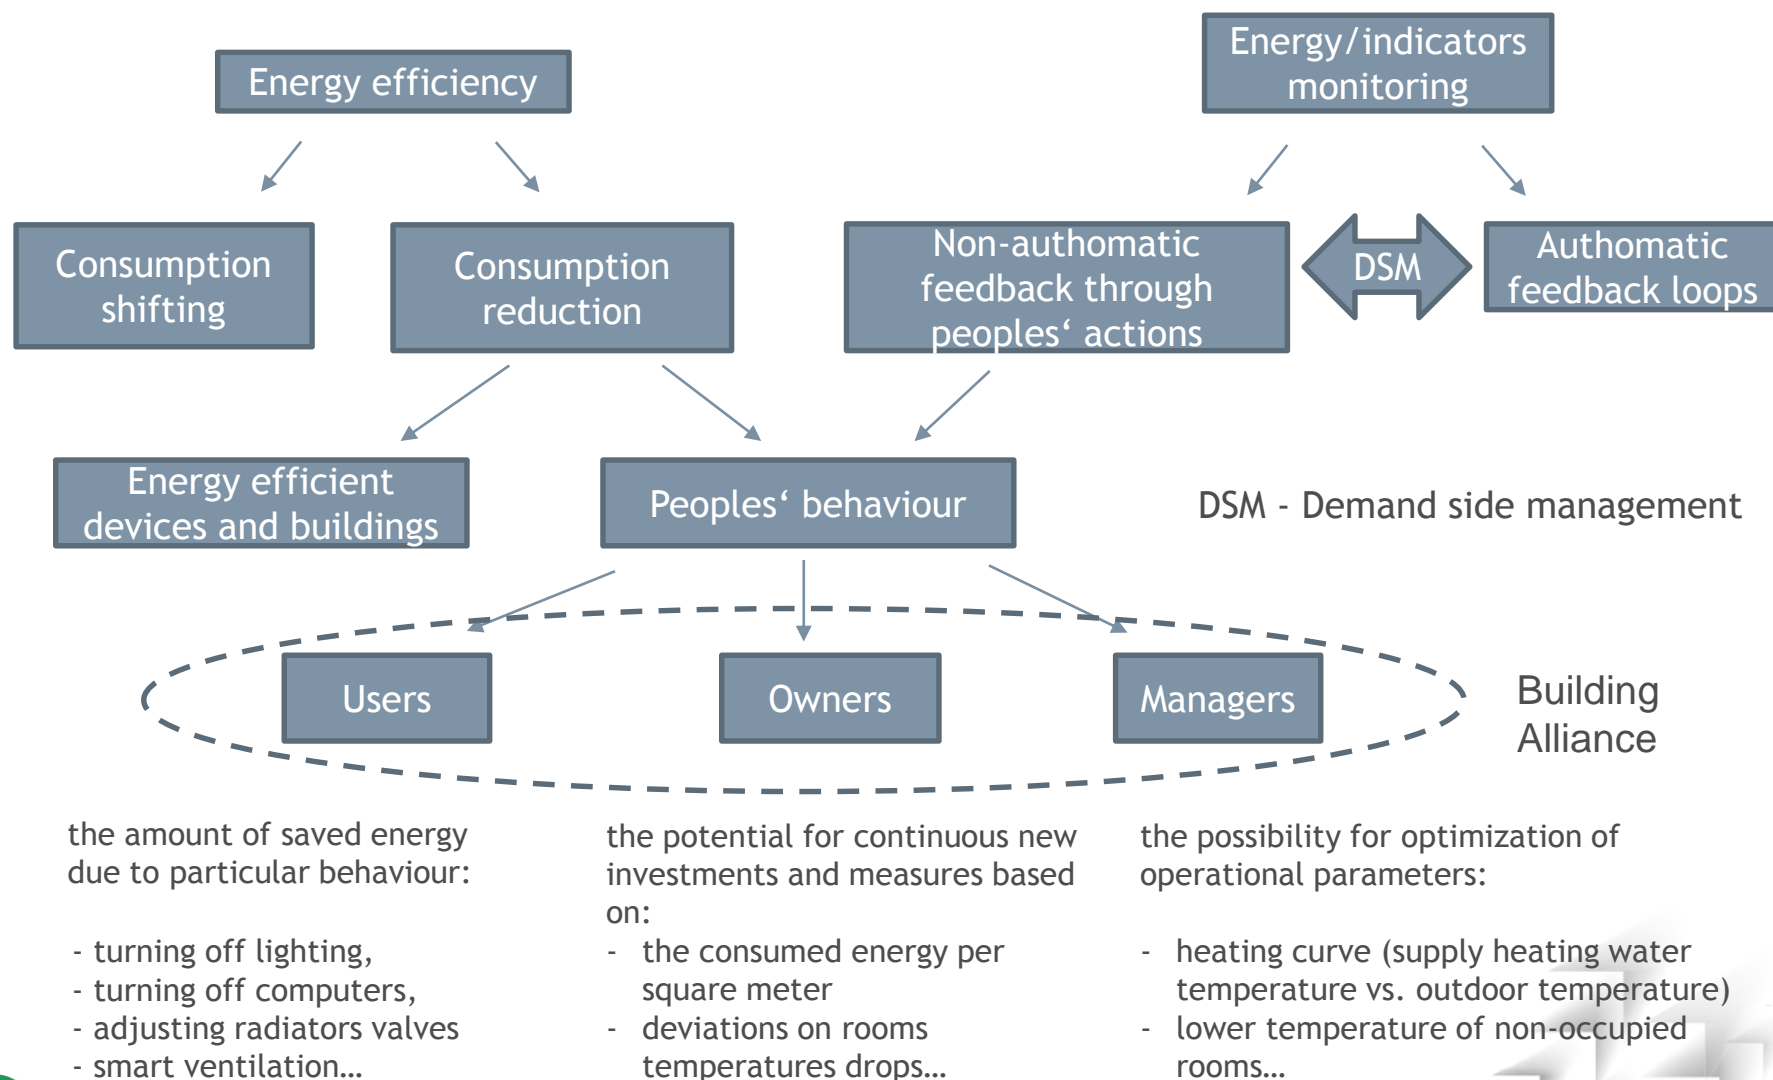 Energy efficiency
Energy/indicators
monitoring
Consumption
shifting
Consumption
reduction
Non-authomatic
feedback through
peoples‘ actions
DSM
Authomatic
feedback loops
Energy efficient
devices and buildings
Peoples‘ behaviour
DSM - Demand side management
Users
Owners
Managers
Building
Alliance
the amount of saved energy
due to particular behaviour:
- turning off lighting,
- turning off computers,
- adjusting radiators valves
- smart ventilation…
the potential for continuous new
investments and measures based
on:
- the consumed energy per
square meter
- deviations on rooms
temperatures drops…
the possibility for optimization of
operational parameters:
- heating curve (supply heating water
temperature vs. outdoor temperature)
- lower temperature of non-occupied
rooms…